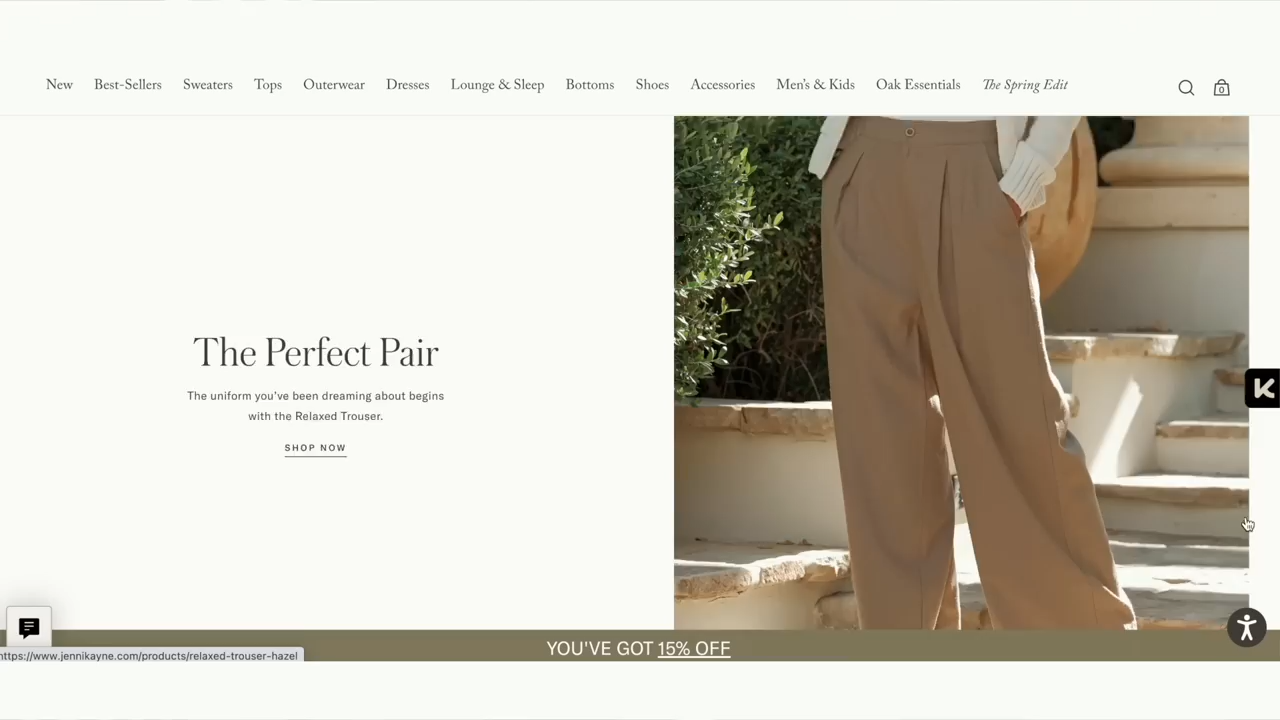 New Best-Sellers Sweaters Tops Outerwear Dresses Lounge & Sleep Bottoms Shoes Accessories Men's & Kids Oak Essentials The Spring Edit
0
The Perfect Pair
The uniform you've been dreaming about begins
with the Relaxed Trouser.
SHOP NOW
K
YOU'VE GOT 15% OFF
https://www.jennikayne.com/products/relaxed-trouser-hazel